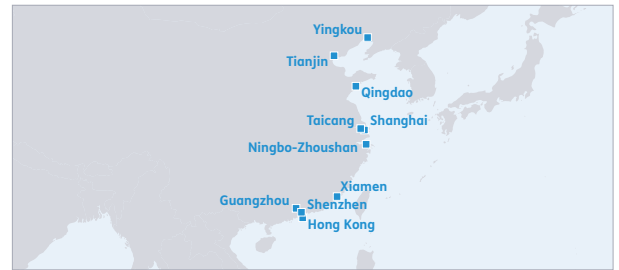 Yingkou
Tianjin
Qingdao
Taicang
Shanghai
Ningbo-Zhoushan
Xiamen
Guangzhou
Shenzhen
Hong Kong